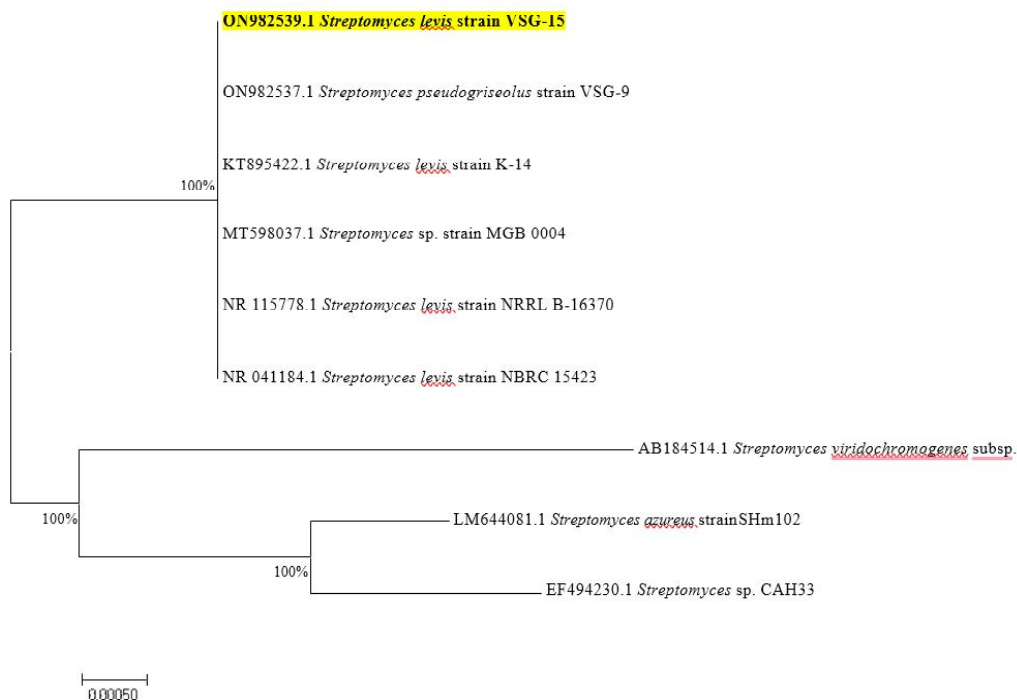 ON982539.1 Streptomyces levis strain VSG-15
ON982537.1 Streptomyces pseudogriseolus strain VSG-9
KT895422.1 Streptomyces levis strain K-14
100%
MT598037.1 Streptomyces sp. strain MGB 0004
NR 115778.1 Streptomyces levis strain NRRL B-16370
NR 041184.1 Streptomyces levis strain NBRC 15423
AB184514.1 Streptomyces viridochromogenes subsp.
100%
LM644081.1 Streptomyces azureus strainSHm102
100%
EF494230.1 Streptomyces sp. CAH33
0.00050